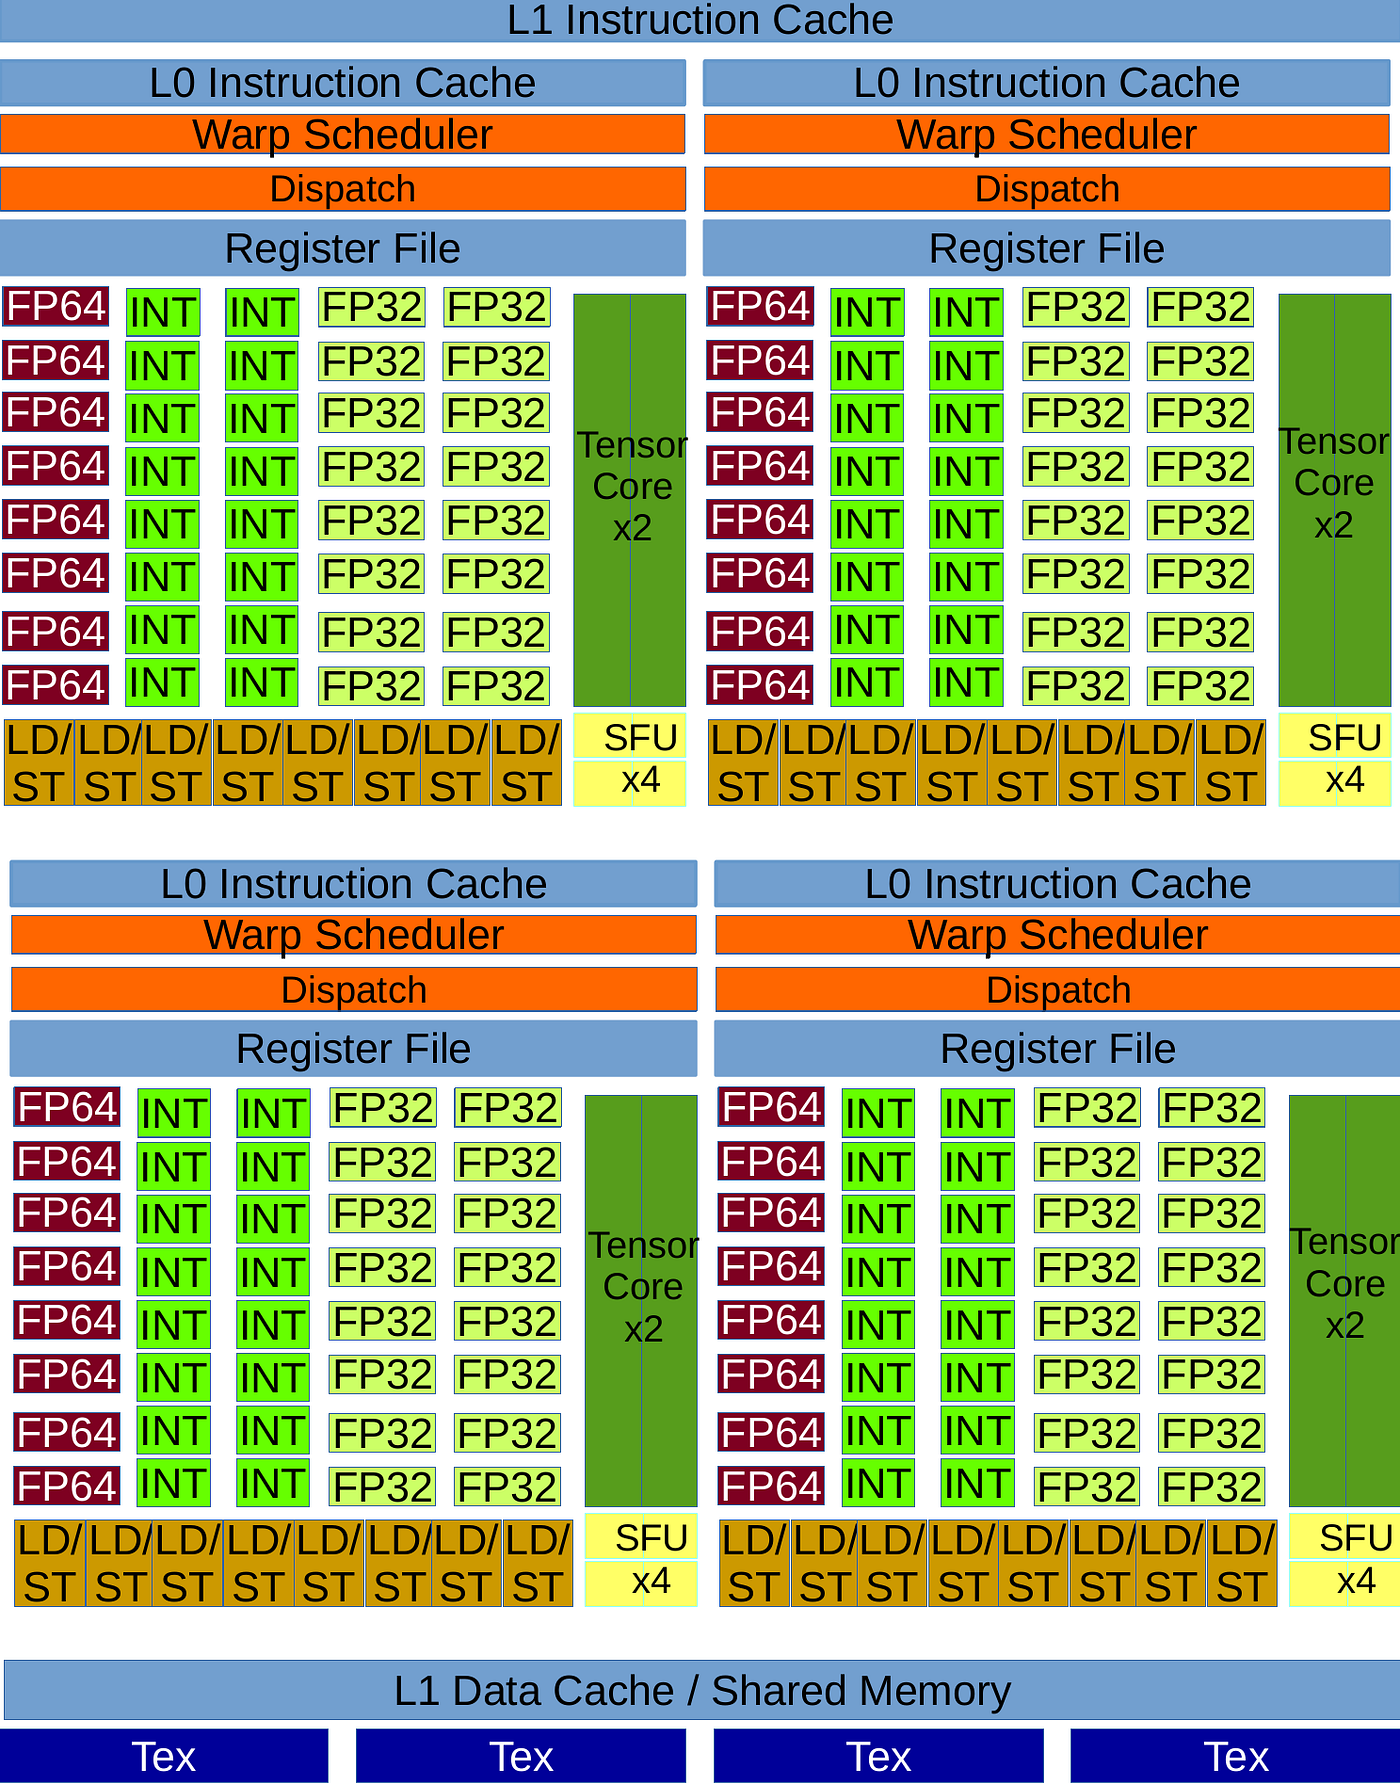 L1 Instruction Cache
L0 Instruction Cache L0 Instruction Cache
Warp Scheduler Warp Scheduler
Dispatch Dispatch
Register File Register File
FP64 INT INT FP32 FP32 FP64 INT INT FP32 FP32
FP64 INT INT FP32 FP32 FP64 INT INT FP32 FP32
FP64 INT INT FP32 FP32 FP64 INT INT FP32 FP32
FP64 INT INT FP32 FP32 FP64 INT INT FP32 FP32
FP64 INT INT FP32 FP32 FP64 INT INT FP32 FP32
FP64 INT INT FP32 FP32 FP64 INT INT FP32 FP32
FP64 INT INT FP32 FP32 FP64 INT INT FP32 FP32
FP64 INT INT FP32 FP32 FP64 INT INT FP32 FP32
Tensor Tensor
Core Core
x2 x2
LD/ LD/ LD/ LD/ LD/ LD/ LD/ LD/ SFU LD/ LD/ LD/ LD/ LD/ LD/ LD/ LD/ SFU
ST ST ST ST ST ST ST ST x4 ST ST ST ST ST ST ST ST x4
L0 Instruction Cache L0 Instruction Cache
Warp Scheduler Warp Scheduler
Dispatch Dispatch
Register File Register File
FP64 INT INT FP32 FP32 FP64 INT INT FP32 FP32
FP64 INT INT FP32 FP32 FP64 INT INT FP32 FP32
FP64 INT INT FP32 FP32 FP64 INT INT FP32 FP32
FP64 INT INT FP32 FP32 FP64 INT INT FP32 FP32
FP64 INT INT FP32 FP32 FP64 INT INT FP32 FP32
FP64 INT INT FP32 FP32 FP64 INT INT FP32 FP32
FP64 INT INT FP32 FP32 FP64 INT INT FP32 FP32
FP64 INT INT FP32 FP32 FP64 INT INT FP32 FP32
Tensor Tensor
Core Core
x2 x2
LD/ LD/ LD/ LD/ LD/ LD/ LD/ LD/ SFU LD/ LD/ LD/ LD/ LD/ LD/ LD/ LD/ SFU
ST ST ST ST ST ST ST ST x4 ST ST ST ST ST ST ST ST x4
L1 Data Cache / Shared Memory
Tex Tex Tex Tex